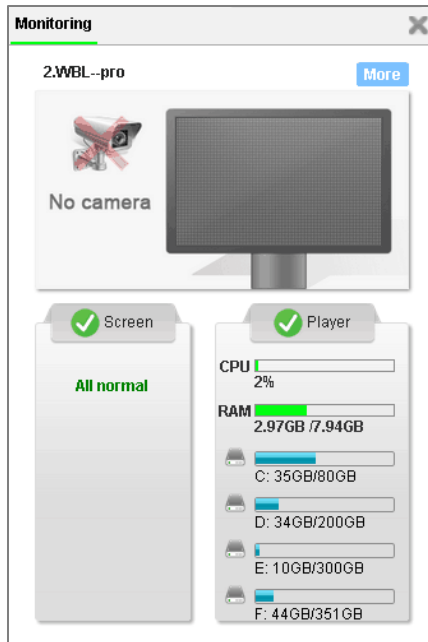 Monitoring
2.WBL--pro
More
No camera
Screen
All normal
Player
CPU
2%
RAM
2.97GB /7.94GB
C: 35GB/80GB
D: 34GB/200GB
E: 10GB/300GB
F: 44GB/351GB